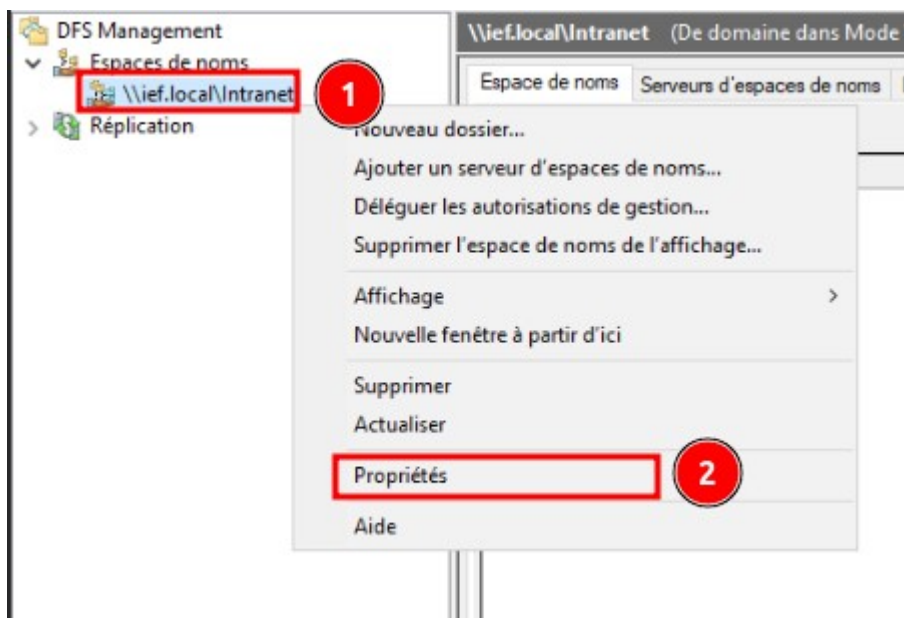 DFS Management
Espaces de noms
\\ief.local\Intranet
Réplication
\\ief.local\Intranet (De domaine dans Mode
Espace de noms Serveurs d'espaces de noms
1
Nouveau dossier...
Ajouter un serveur d'espaces de noms...
Déléguer les autorisations de gestion...
Supprimer l'espace de noms de l'affichage...
Affichage >
Nouvelle fenêtre à partir d'ici
Supprimer
Actualiser
Propriétés
2
Aide